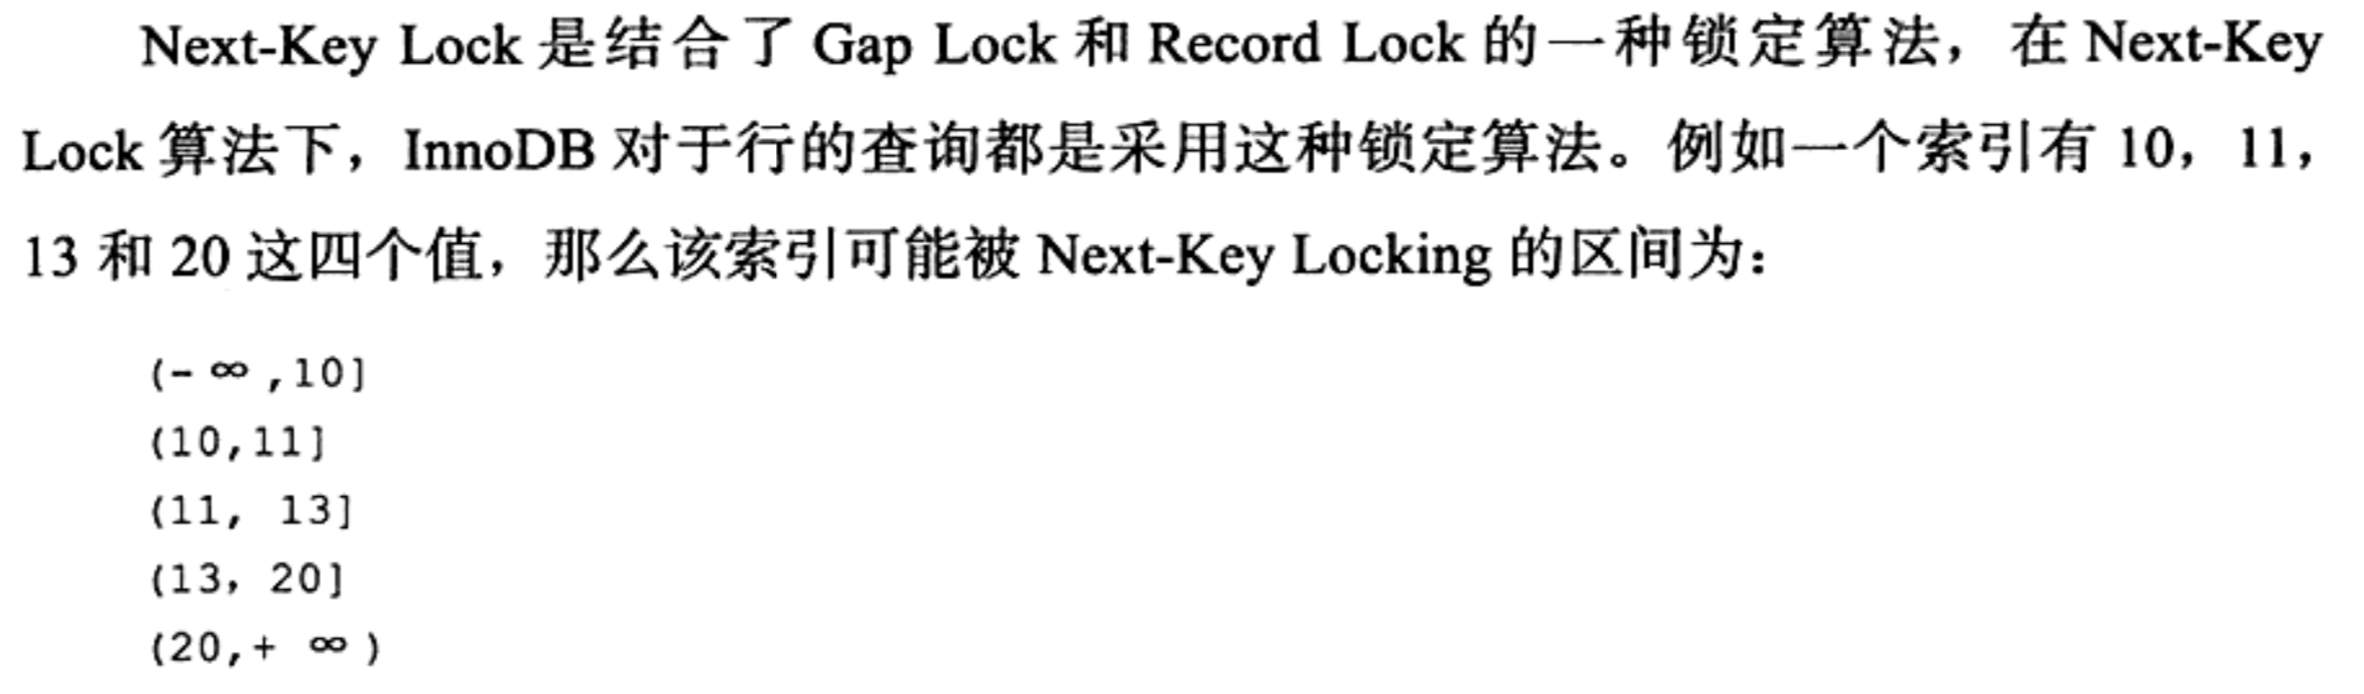 Next-Key Lock 是结合了 Gap Lock 和 Record Lock 的一种锁定算法，在 Next-Key
Lock 算法下，InnoDB 对于行的查询都是采用这种锁定算法。例如一个索引有 10，11，
13 和 20 这四个值，那么该索引可能被 Next-Key Locking 的区间为：
(- ∞ ,10]
(10,11]
(11, 13]
(13，20]
(20,+ ∞ )